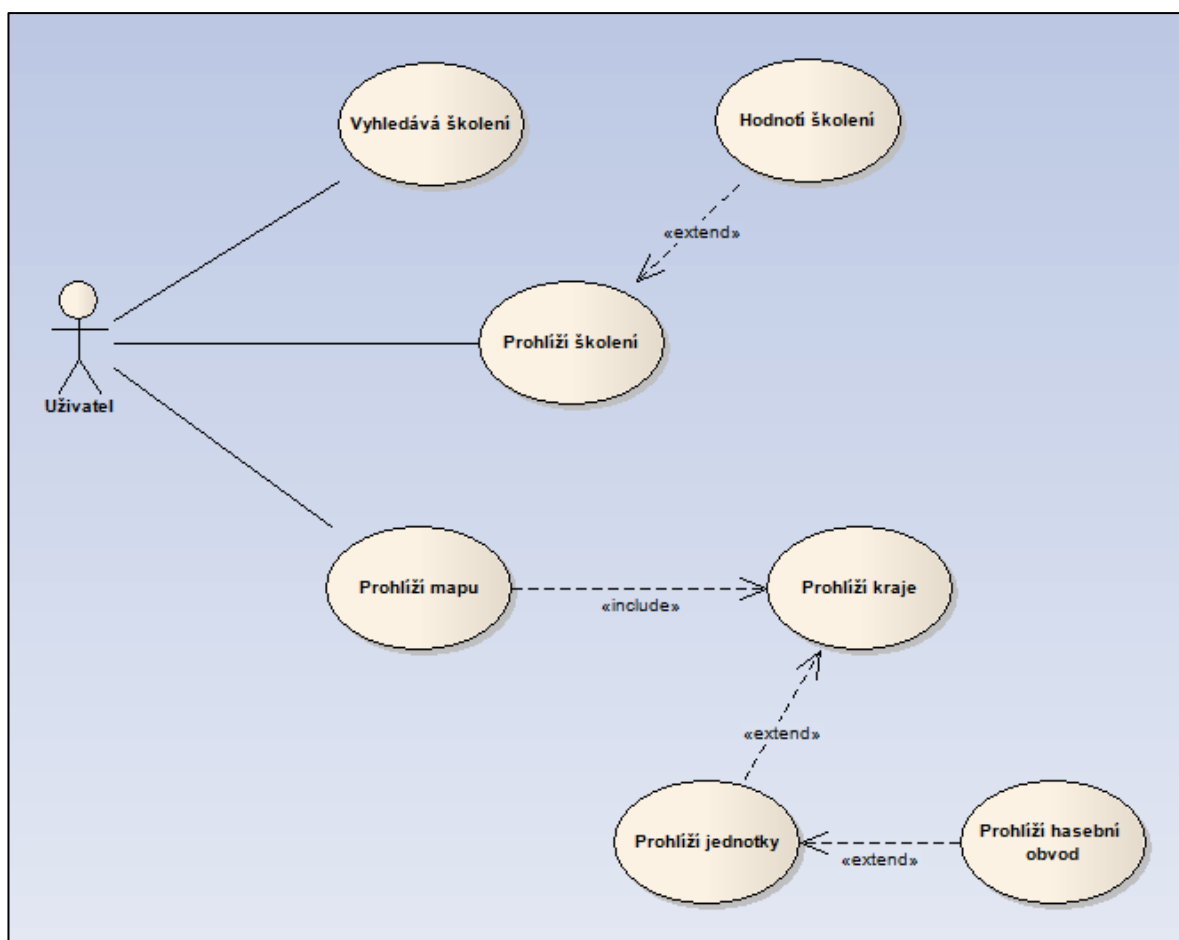 Vyhledává školení
Hodnotí školení
«extend»
Prohlíží školení
Uživatel
Prohlíží mapu
«include»
Prohlíží kraje
«extend»
Prohlíží jednotky
«extend»
Prohlíží hasební
obvod